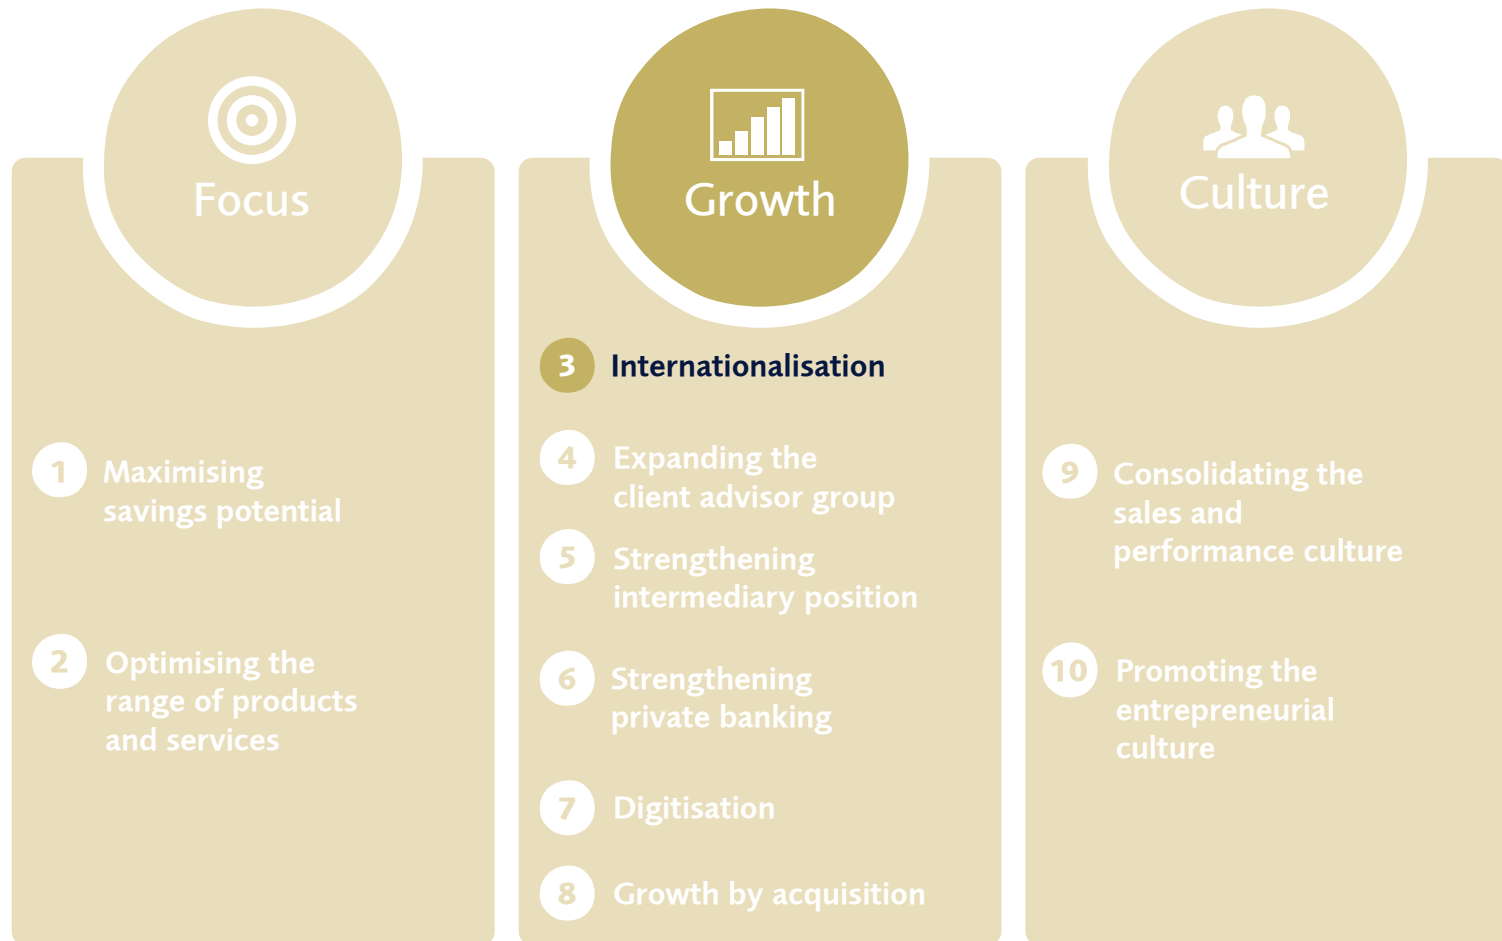 Focus
1
Maximising
savings potential
2
Optimising the
range of products
and services
Growth
3
Internationalisation
4
Expanding the
client advisor group
5
Strengthening
intermediary position
6
Strengthening
private banking
7
Digitisation
8
Growth by acquisition
Culture
9
Consolidating the
sales and
performance culture
10
Promoting the
entrepreneurial
culture